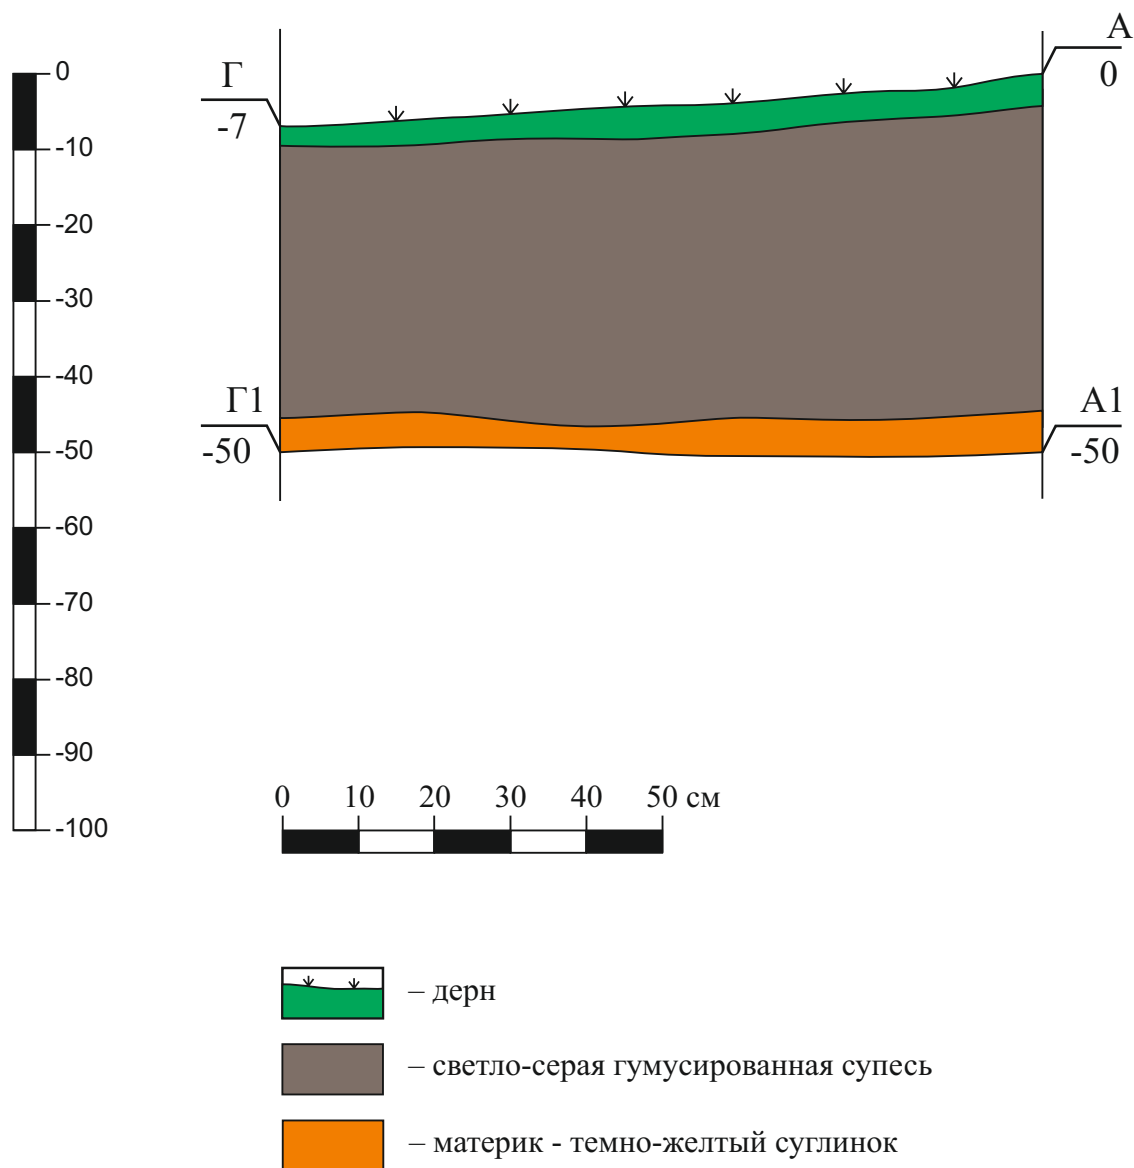 А
0
Г
-7
0
-10
-20
-30
-40
-50
-60
-70
-80
-90
-100
Г1
-50
А1
-50
0 10 20 30 40 50 см
– дерн
– светло-серая гумусированная супесь
– материк - темно-желтый суглинок